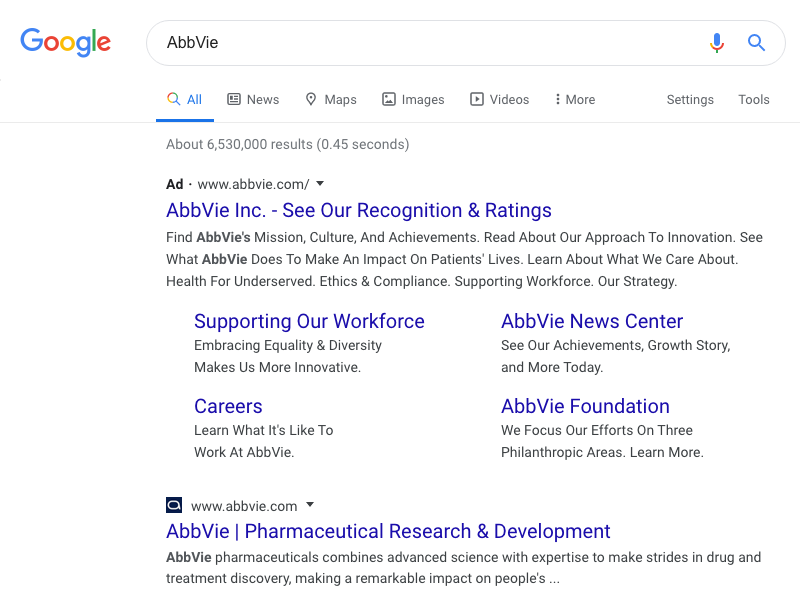 Google
AbbVie
All News Maps Images Videos More Settings Tools
About 6,530,000 results (0.45 seconds)
Ad · www.abbvie.com/
AbbVie Inc. - See Our Recognition & Ratings
Find AbbVie's Mission, Culture, And Achievements. Read About Our Approach To Innovation. See
What AbbVie Does To Make An Impact On Patients' Lives. Learn About What We Care About.
Health For Underserved. Ethics & Compliance. Supporting Workforce. Our Strategy.
Supporting Our Workforce
Embracing Equality & Diversity
Makes Us More Innovative.
AbbVie News Center
See Our Achievements, Growth Story,
and More Today.
Careers
Learn What It's Like To
Work At AbbVie.
AbbVie Foundation
We Focus Our Efforts On Three
Philanthropic Areas. Learn More.
www.abbvie.com
AbbVie | Pharmaceutical Research & Development
AbbVie pharmaceuticals combines advanced science with expertise to make strides in drug and
treatment discovery, making a remarkable impact on people's ...